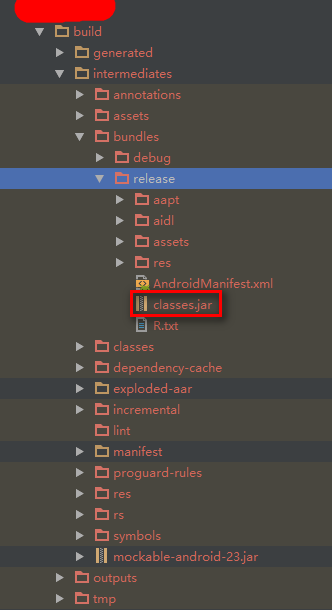 build
generated
intermediates
annotations
assets
bundles
debug
release
aapt
aidl
assets
res
AndroidManifest.xml
classes.jar
R.txt
classes
dependency-cache
exploded-aar
incremental
lint
manifest
proguard-rules
res
rs
symbols
mockable-android-23.jar
outputs
tmp